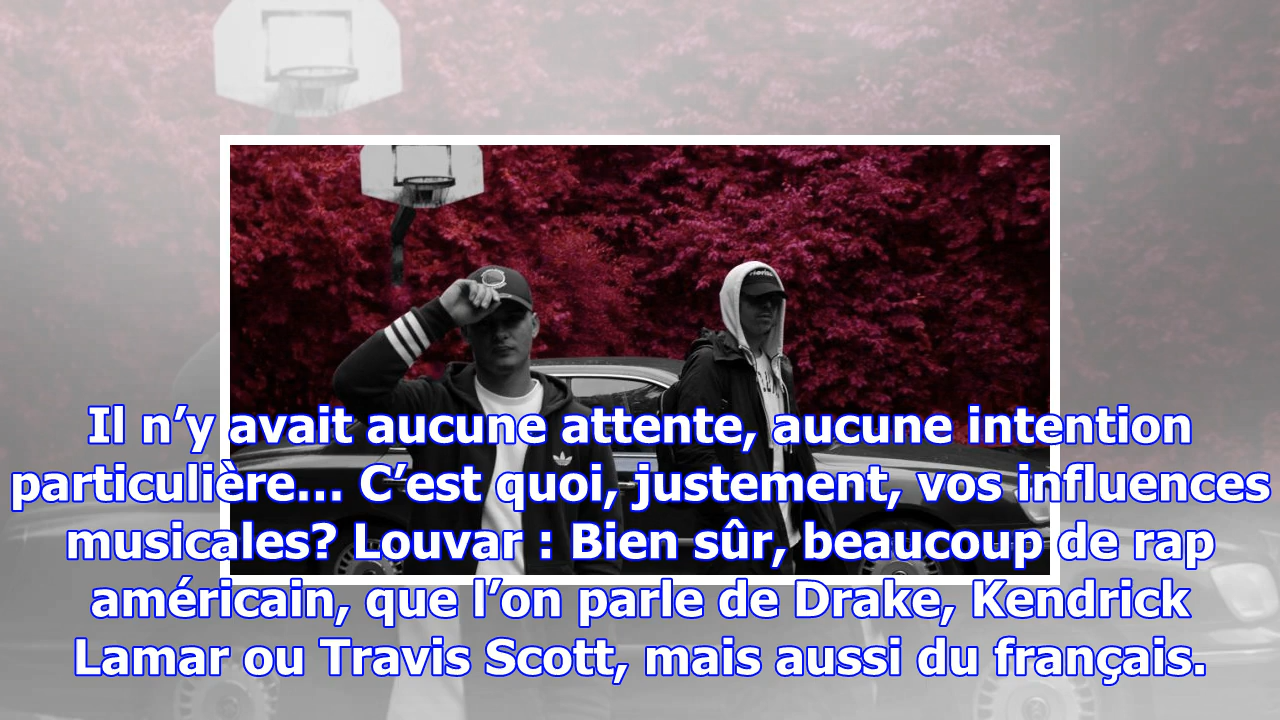 Il n’y avait aucune attente, aucune intention
particulière... C’est quoi, justement, vos influences
musicales? Louvar : Bien sûr, beaucoup de rap
américain, que l’on parle de Drake, Kendrick
Lamar ou Travis Scott, mais aussi du français.